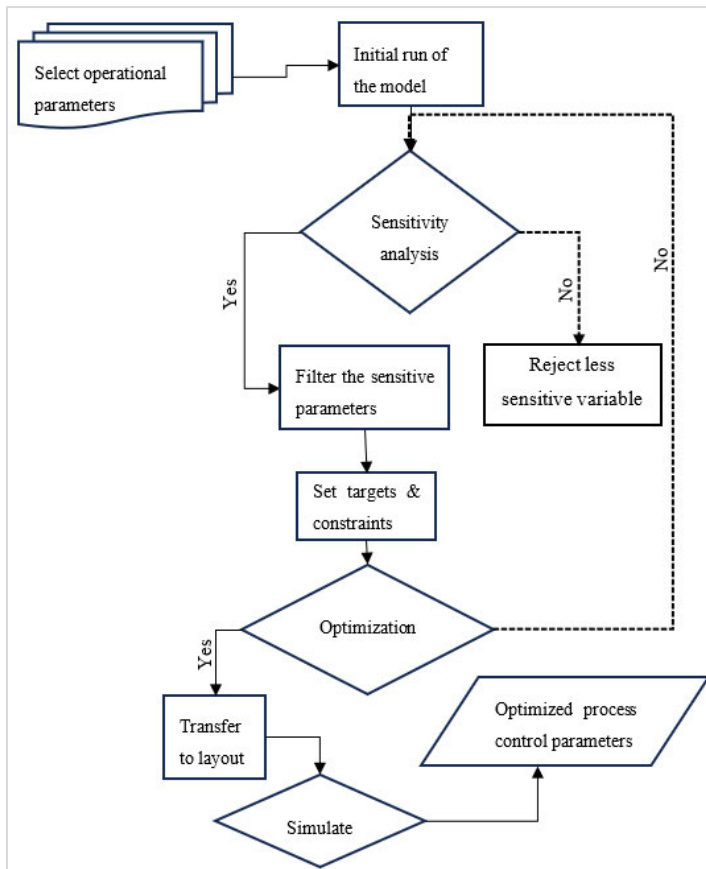 Select operational
parameters
Initial run of
the model
Sensitivity
analysis
Yes
No
No
Filter the sensitive
parameters
Reject less
sensitive variable
Set targets &
constraints
Optimization
Yes
Transfer
to layout
Optimized process
control parameters
Simulate